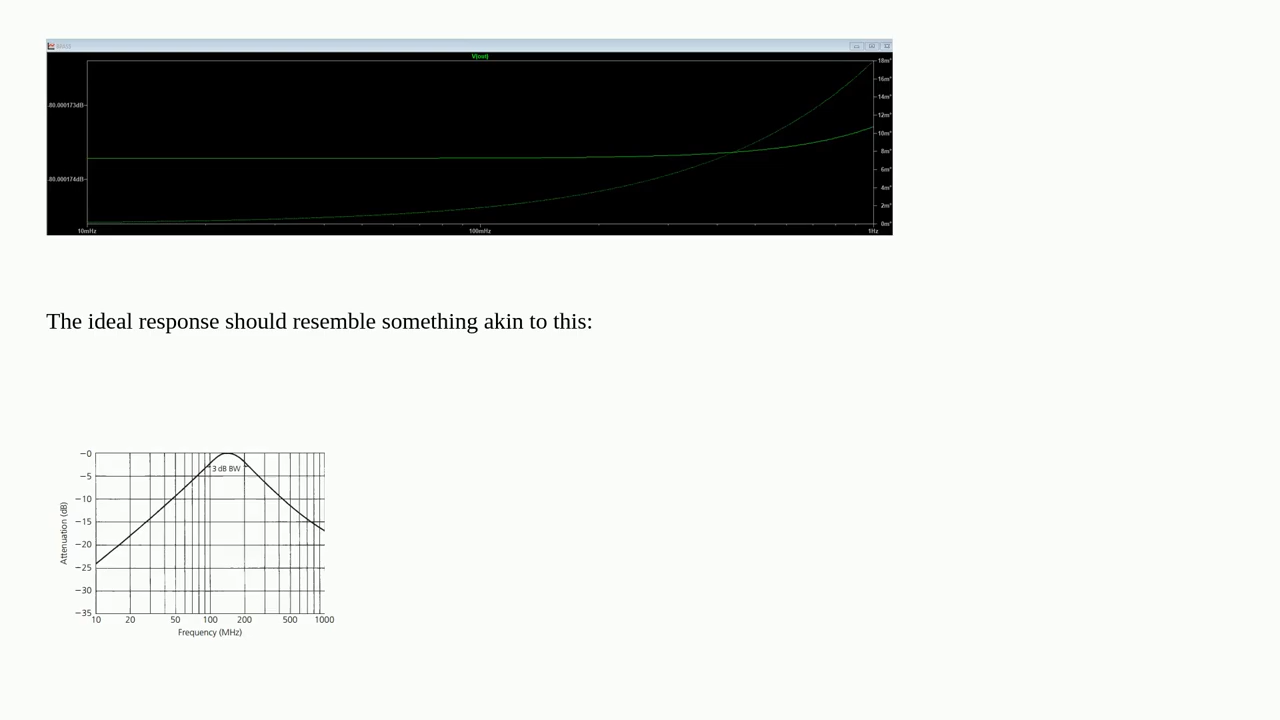 V(out)
18m°
16m°
80.000173dB
14m°
12m°
10m°
8m°
6m°
80.000174dB
4m°
2m°
0m°
10mHz 100mHz 1Hz
The ideal response should resemble something akin to this:
−0
3 dB BW
−5
−10
−15
Attenuation (dB)
−20
−25
−30
−35
10 20 50 100 200 500 1000
Frequency (MHz)